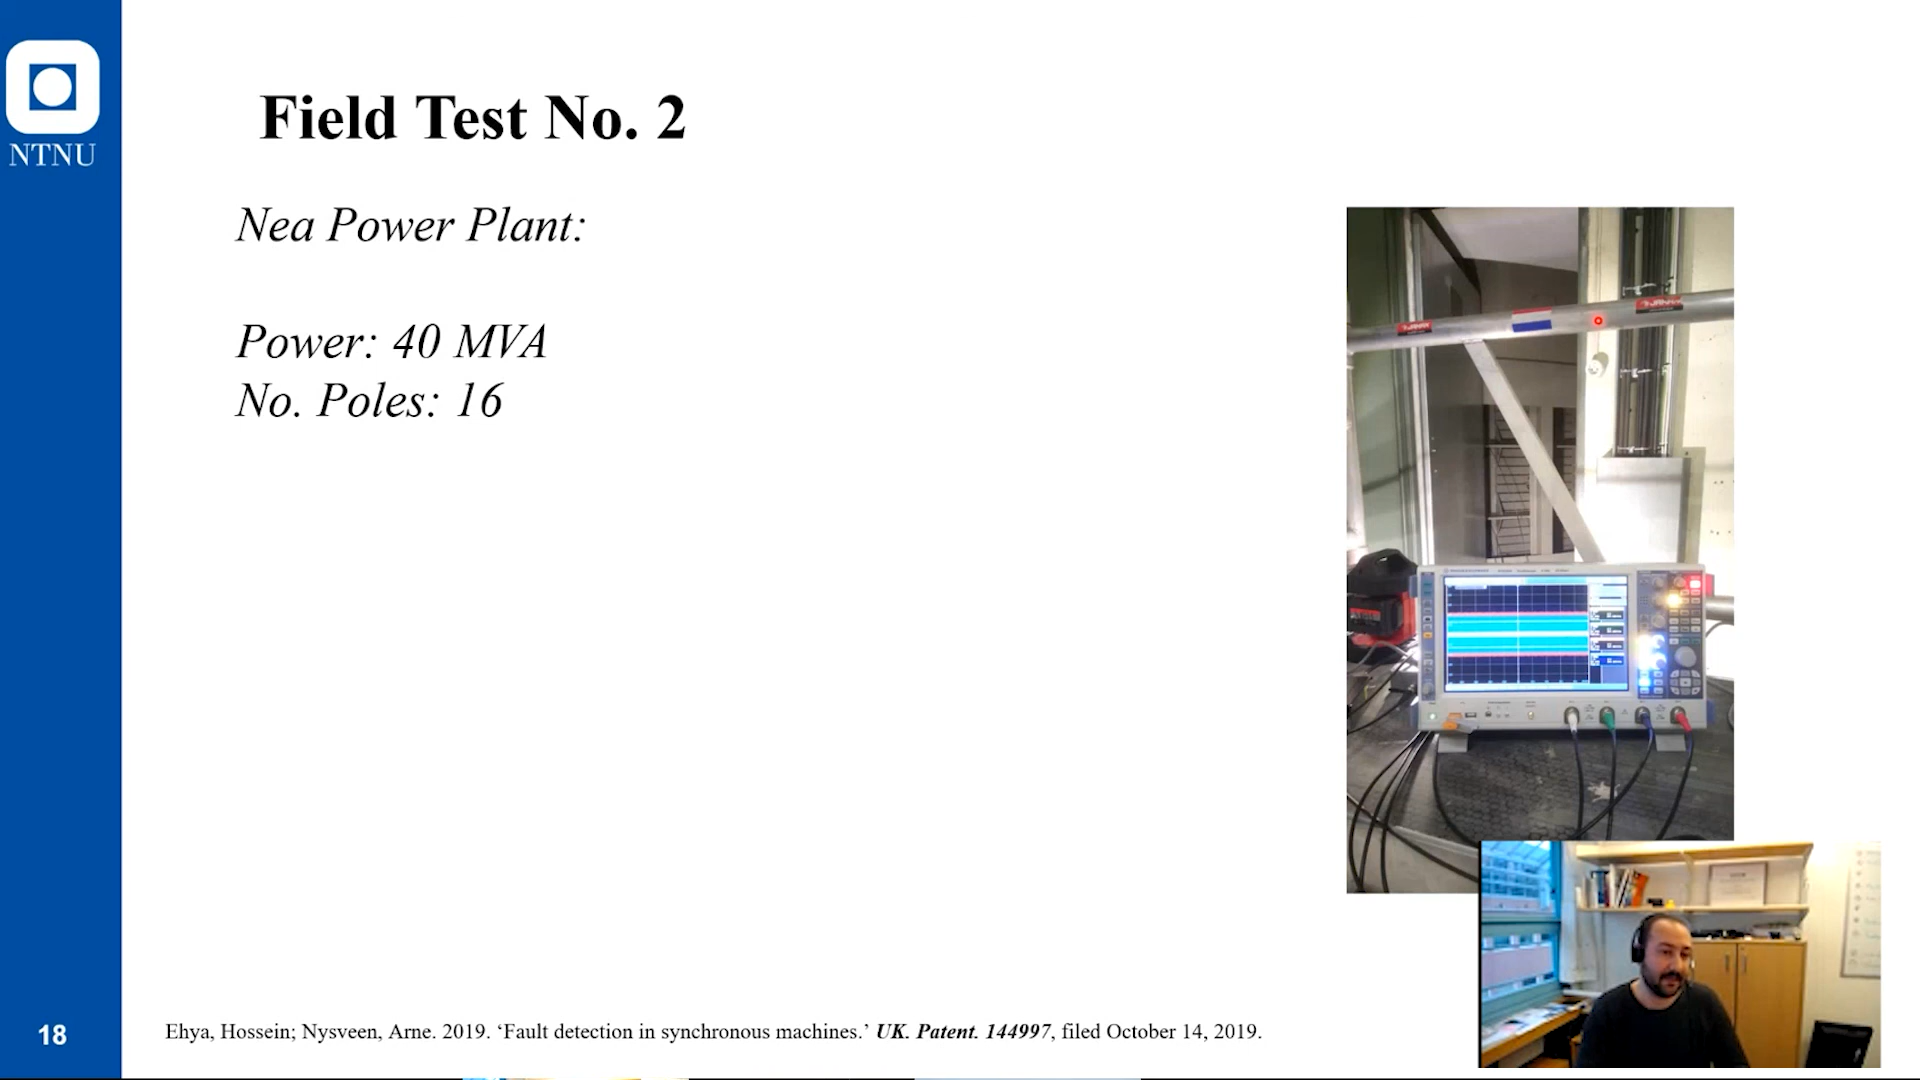 NTNU
Field Test No. 2
Nea Power Plant:
Power: 40 MVA
No. Poles: 16
18
Ehya, Hossein; Nysveen, Arne. 2019. ‘Fault detection in synchronous machines.’ UK. Patent. 144997, filed October 14, 2019.